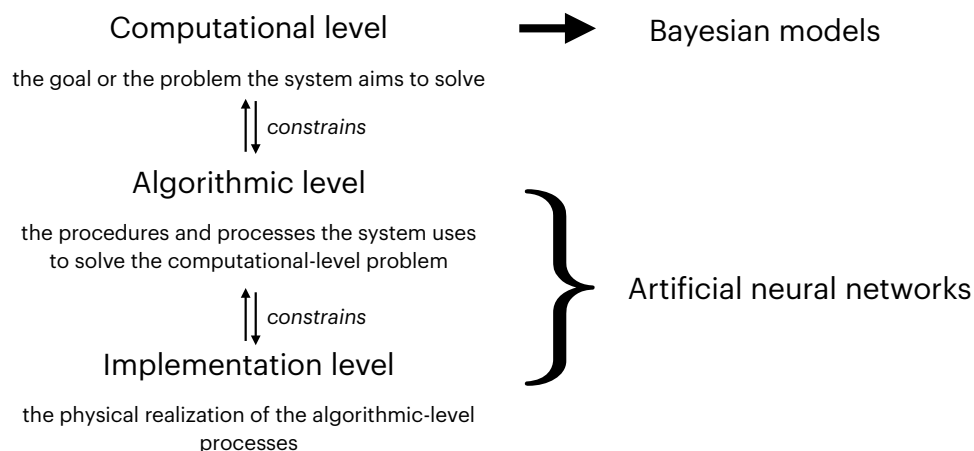 Computational level
Bayesian models
the goal or the problem the system aims to solve
constrains
Algorithmic level
the procedures and processes the system uses
to solve the computational-level problem
Artificial neural networks
constrains
Implementation level
the physical realization of the algorithmic-level
processes